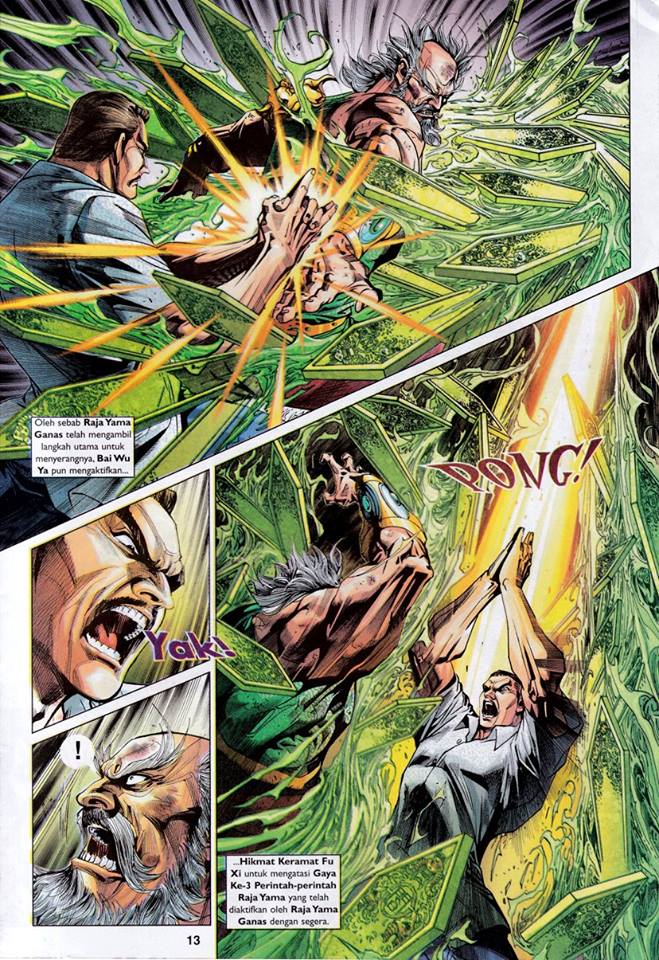 Oleh sebab Raja Yama
Ganas telah mengambil
langkah utama untuk
menyerangnya, Bai Wu
Ya pun mengaktifkan...
PONG!
Yak!
!
...Hikmat Keramat Fu
Xi untuk mengatasi Gaya
Ke-3 Perintah-perintah
Raja Yama yang telah
diaktifkan oleh Raja Yama
Ganas dengan segera.
13